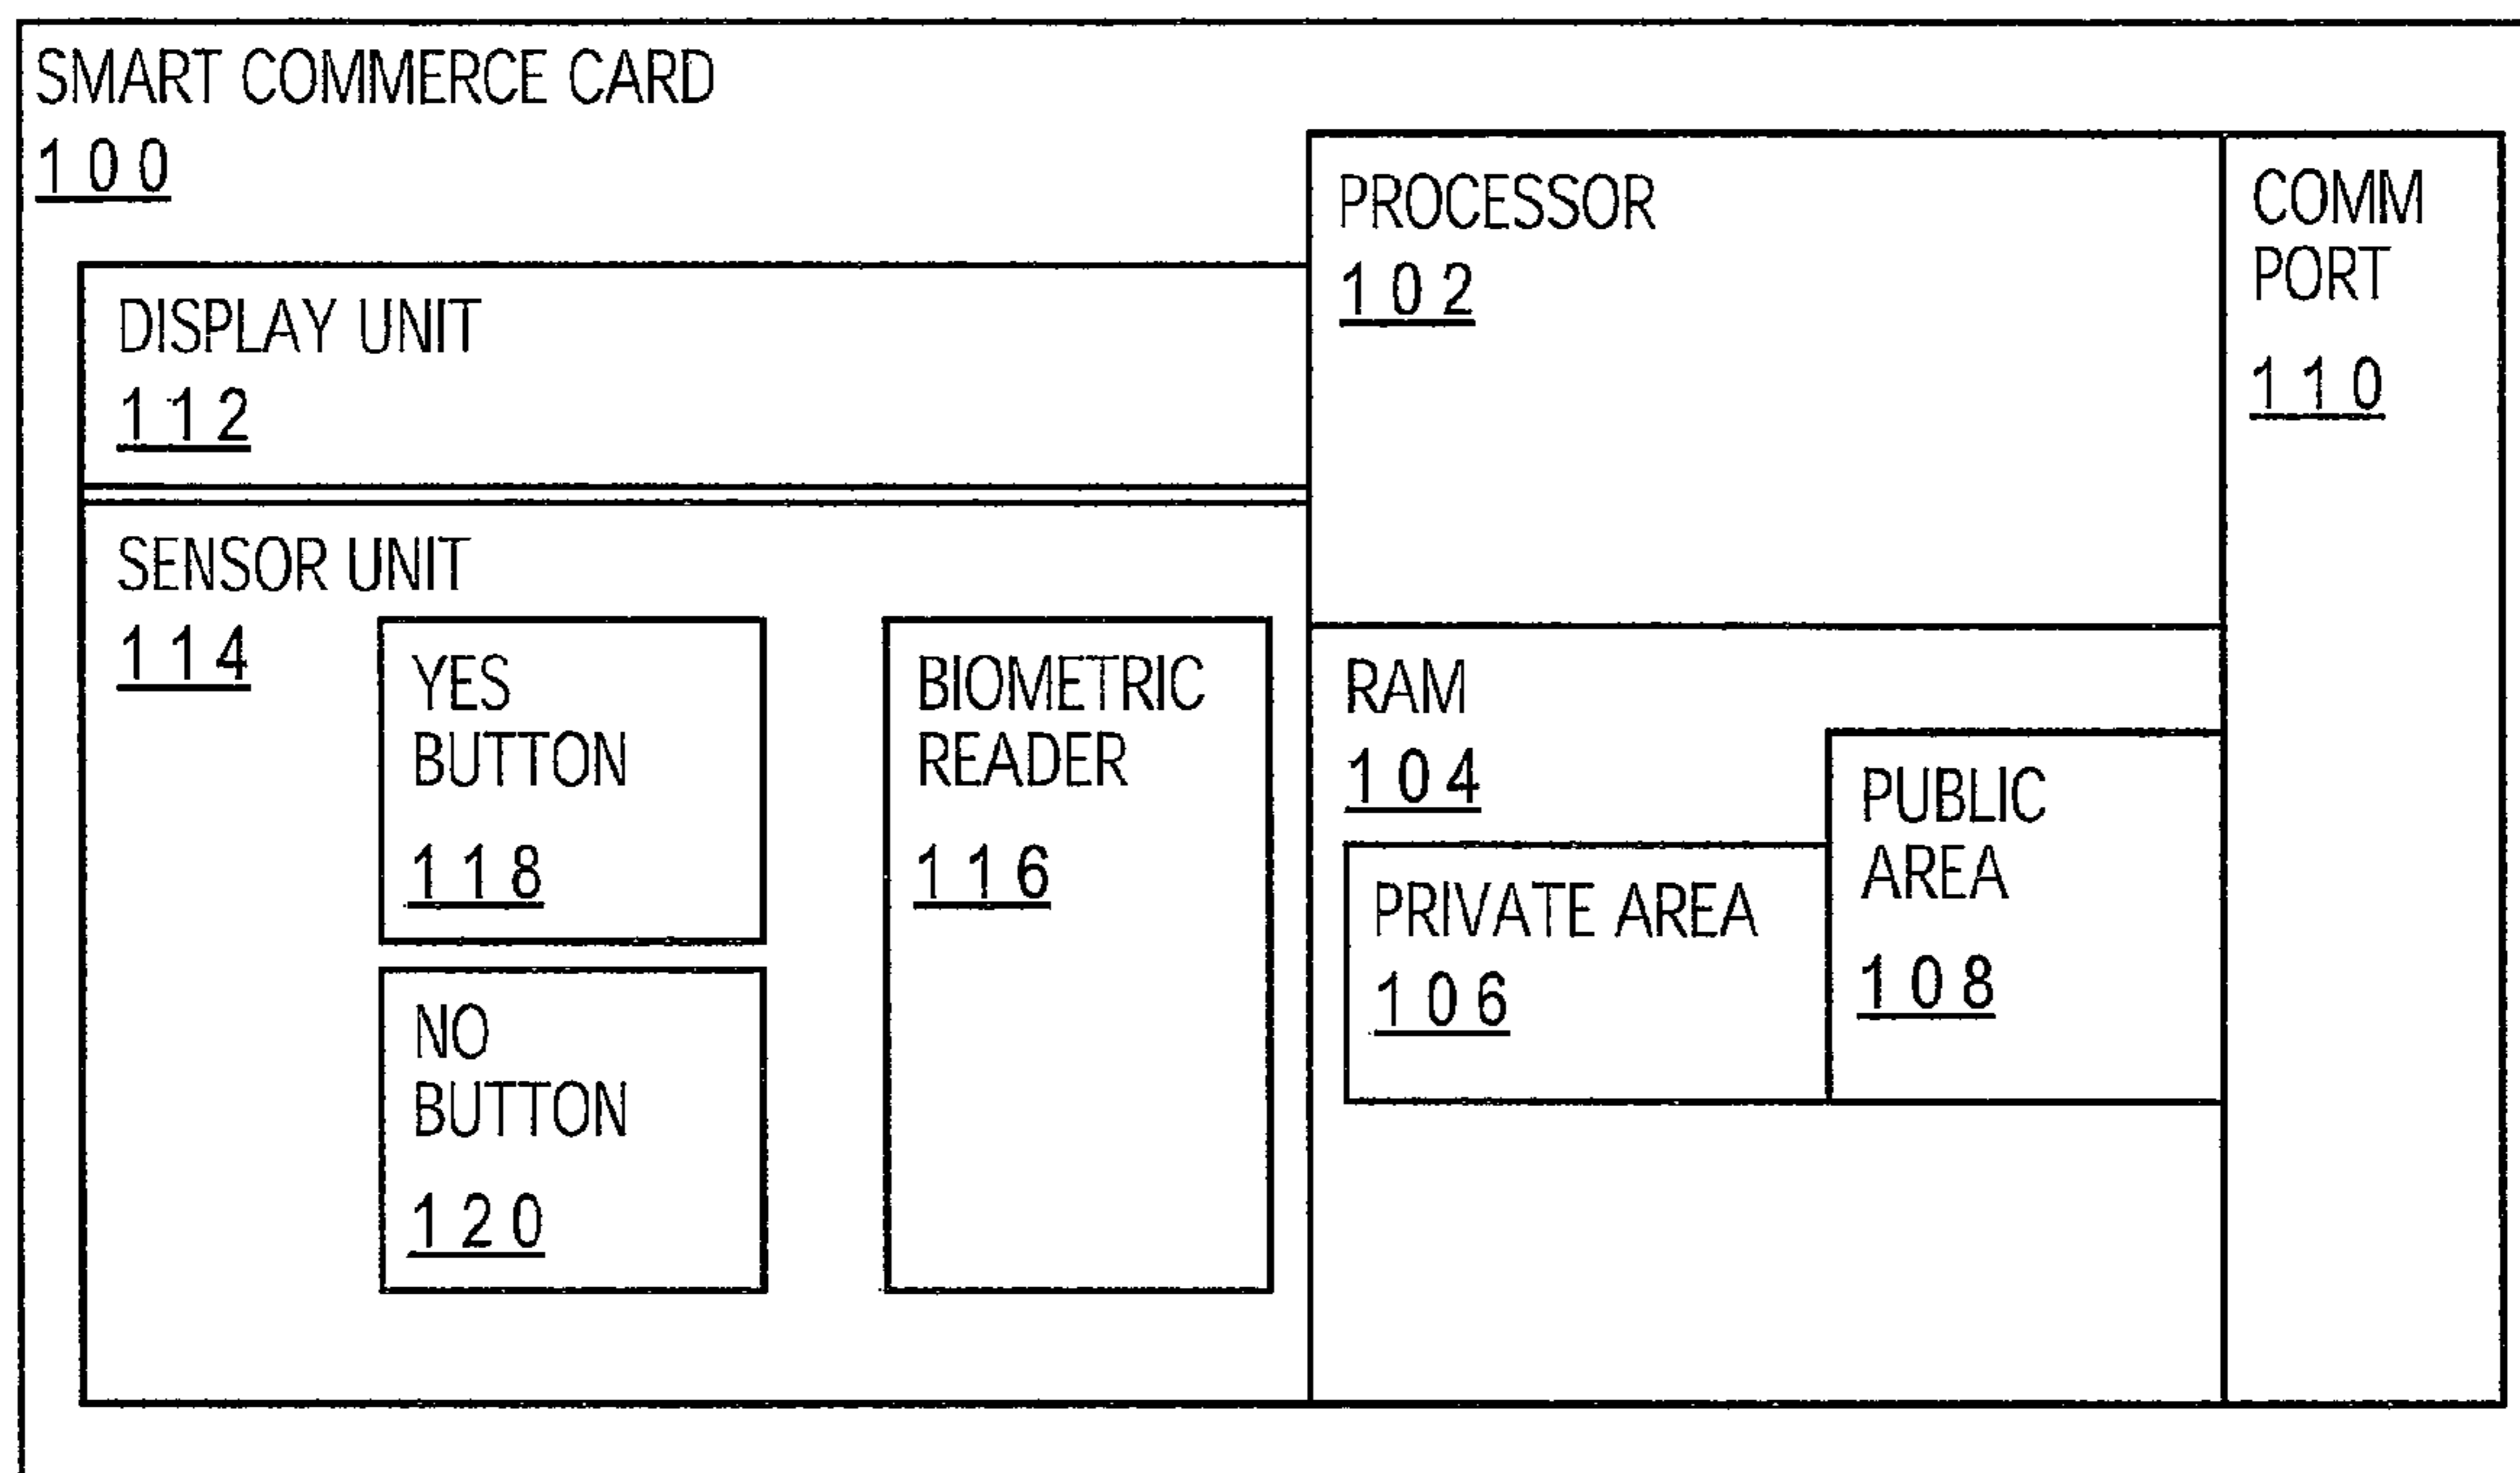 SMART COMMERCE CARD
100
DISPLAY UNIT
112
SENSOR UNIT
114
YES
BUTTON
118
NO
BUTTON
120
BIOMETRIC
READER
116
PROCESSOR
102
RAM
104
PRIVATE AREA
106
PUBLIC
AREA
108
COMM
PORT
110